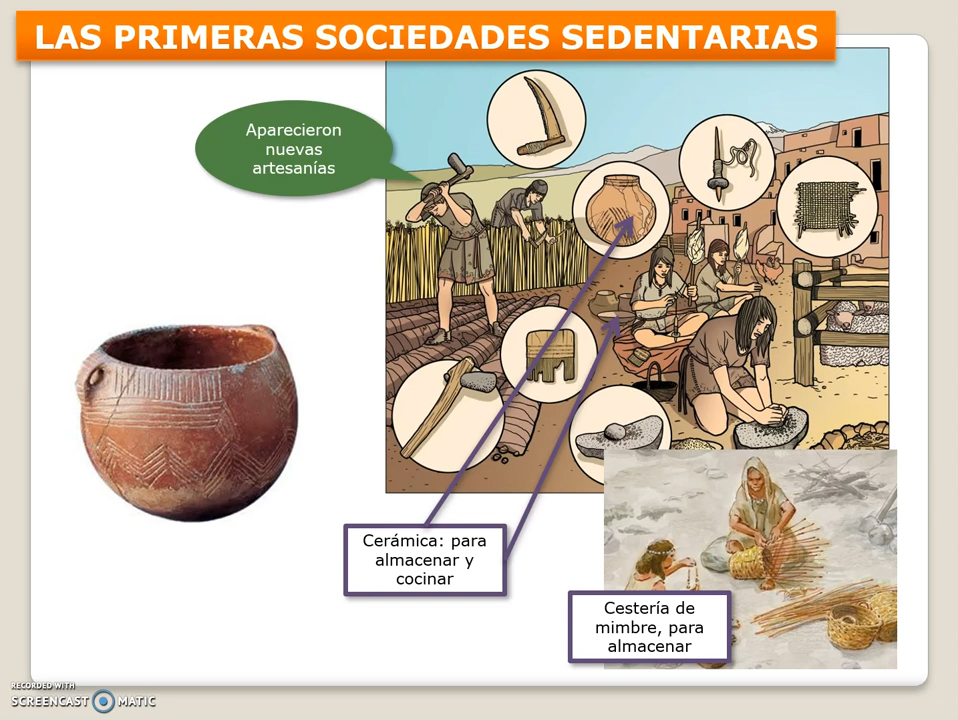 LAS PRIMERAS SOCIEDADES SEDENTARIAS
Aparecieron
nuevas
artesanías
Cerámica: para
almacenar y
cocinar
Cestería de
mimbre, para
almacenar
RECORDED WITH
SCREENCAST MATIC